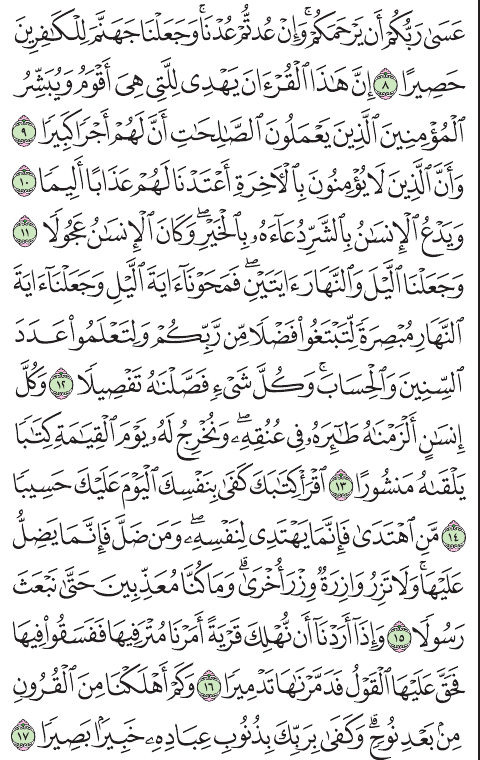 عَسَىٰ رَبُّكُمْ أَن يَرْحَمَكُمْ ۚ وَإِنْ عُدتُّمْ عُدْنَا ۘ وَجَعَلْنَا جَهَنَّمَ لِلْكَٰفِرِينَ
حَصِيرًا ٨ إِنَّ هَٰذَا ٱلْقُرْءَانَ يَهْدِى لِلَّتِى هِىَ أَقْوَمُ وَيُبَشِّرُ
ٱلْمُؤْمِنِينَ ٱلَّذِينَ يَعْمَلُونَ ٱلصَّٰلِحَٰتِ أَنَّ لَهُمْ أَجْرًا كَبِيرًا ٩
وَأَنَّ ٱلَّذِينَ لَا يُؤْمِنُونَ بِٱلْءَاخِرَةِ أَعْتَدْنَا لَهُمْ عَذَابًا أَلِيمًا ١٠
وَيَدْعُ ٱلْإِنسَٰنُ بِٱلشَّرِّ دُعَآءَهُۥ بِٱلْخَيْرِ ۖ وَكَانَ ٱلْإِنسَٰنُ عَجُولًا ١١
وَجَعَلْنَا ٱلَّيْلَ وَٱلنَّهَارَ ءَايَتَيْنِ ۖ فَمَحَوْنَآ ءَايَةَ ٱلَّيْلِ وَجَعَلْنَآ ءَايَةَ
ٱلنَّهَارِ مُبْصِرَةً لِّتَبْتَغُوا۟ فَضْلًا مِّن رَّبِّكُمْ وَلِتَعْلَمُوا۟ عَدَدَ
ٱلسِّنِينَ وَٱلْحِسَابَ ۚ وَكُلَّ شَىْءٍ فَصَّلْنَٰهُ تَفْصِيلًا ١٢ وَكُلَّ
إِنسَٰنٍ أَلْزَمْنَٰهُ طَٰٓئِرَهُۥ فِى عُنُقِهِۦ ۖ وَنُخْرِجُ لَهُۥ يَوْمَ ٱلْقِيَٰمَةِ كِتَٰبًا
يَلْقَىٰهُ مَنشُورًا ١٣ ٱقْرَأْ كِتَٰبَكَ كَفَىٰ بِنَفْسِكَ ٱلْيَوْمَ عَلَيْكَ حَسِيبًا
١٤ مَّنِ ٱهْتَدَىٰ فَإِنَّمَا يَهْتَدِى لِنَفْسِهِۦ ۖ وَمَن ضَلَّ فَإِنَّمَا يَضِلُّ
عَلَيْهَا ۚ وَلَا تَزِرُ وَازِرَةٌ وِزْرَ أُخْرَىٰ ۗ وَمَا كُنَّا مُعَذِّبِينَ حَتَّىٰ نَبْعَثَ
رَسُولًا ١٥ وَإِذَآ أَرَدْنَآ أَن نُّهْلِكَ قَرْيَةً أَمَرْنَا مُتْرَفِيهَا فَفَسَقُوا۟ فِيهَا
فَحَقَّ عَلَيْهَا ٱلْقَوْلُ فَدَمَّرْنَٰهَا تَدْمِيرًا ١٦ وَكَمْ أَهْلَكْنَا مِنَ ٱلْقُرُونِ
مِنۢ بَعْدِ نُوحٍ ۗ وَكَفَىٰ بِرَبِّكَ بِذُنُوبِ عِبَادِهِۦ خَبِيرًۢا بَصِيرًا ١٧